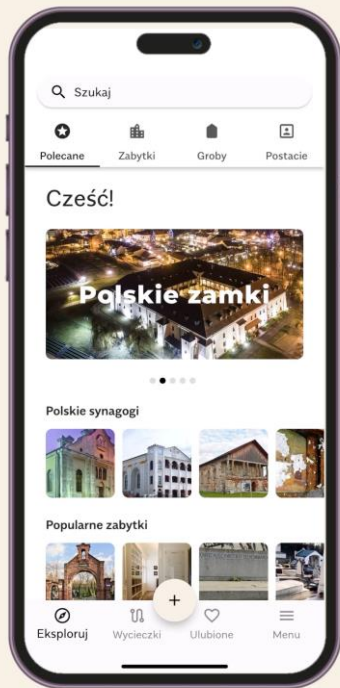 Szukaj
Polecane Zabytki Groby Postacie
Cześć!
Polskie zamki
Polskie synagogi
Popularne zabytki
+
Eksploruj Wycieczki Ulubione Menu